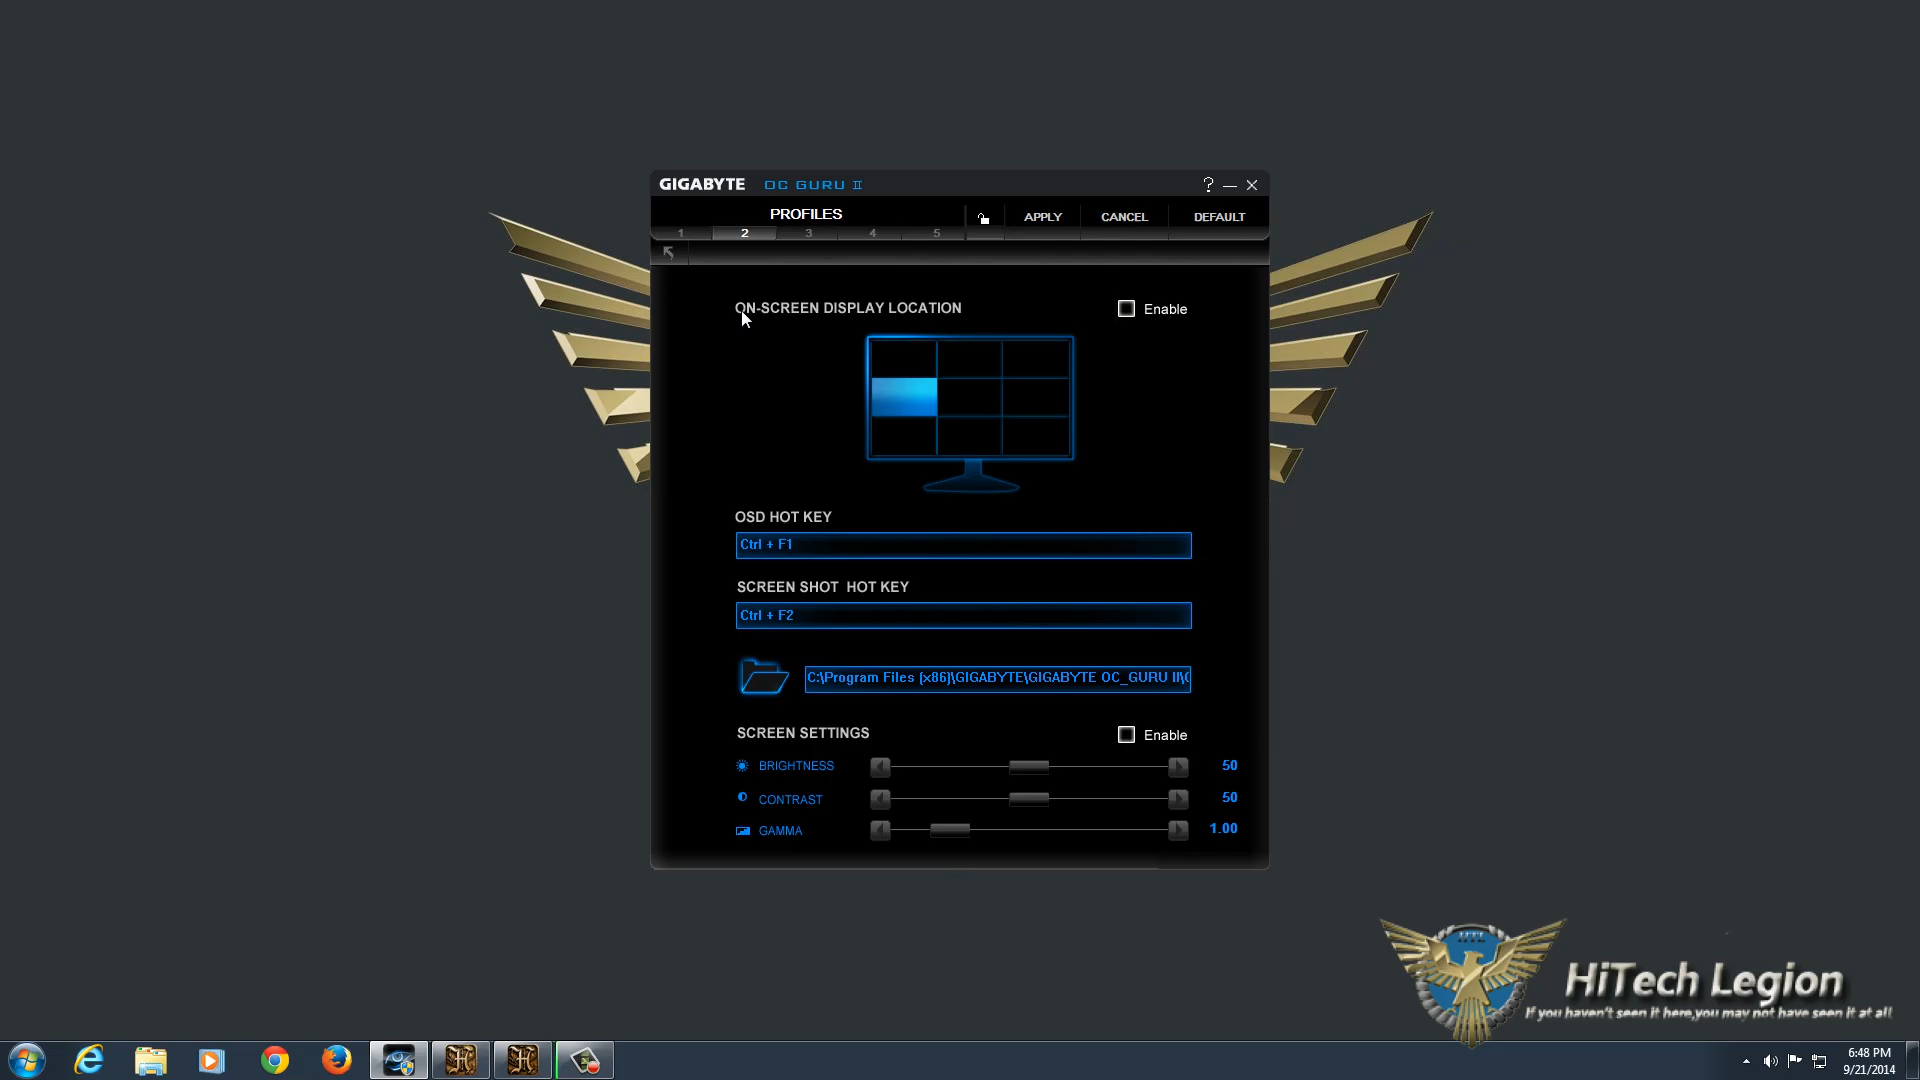 GIGABYTE OC GURU II
?
PROFILES
APPLY CANCEL DEFAULT
1 2 3 4 5
ON-SCREEN DISPLAY LOCATION Enable
OSD HOT KEY
Ctrl + F1
SCREEN SHOT HOT KEY
Ctrl + F2
C:\Program Files (x86)\GIGABYTE\GIGABYTE OC_GURU II\
SCREEN SETTINGS Enable
BRIGHTNESS 50
CONTRAST 50
GAMMA 1.00
HiTech Legion
If you haven't seen it here,you may not have seen it at all
6:48 PM
9/21/2014